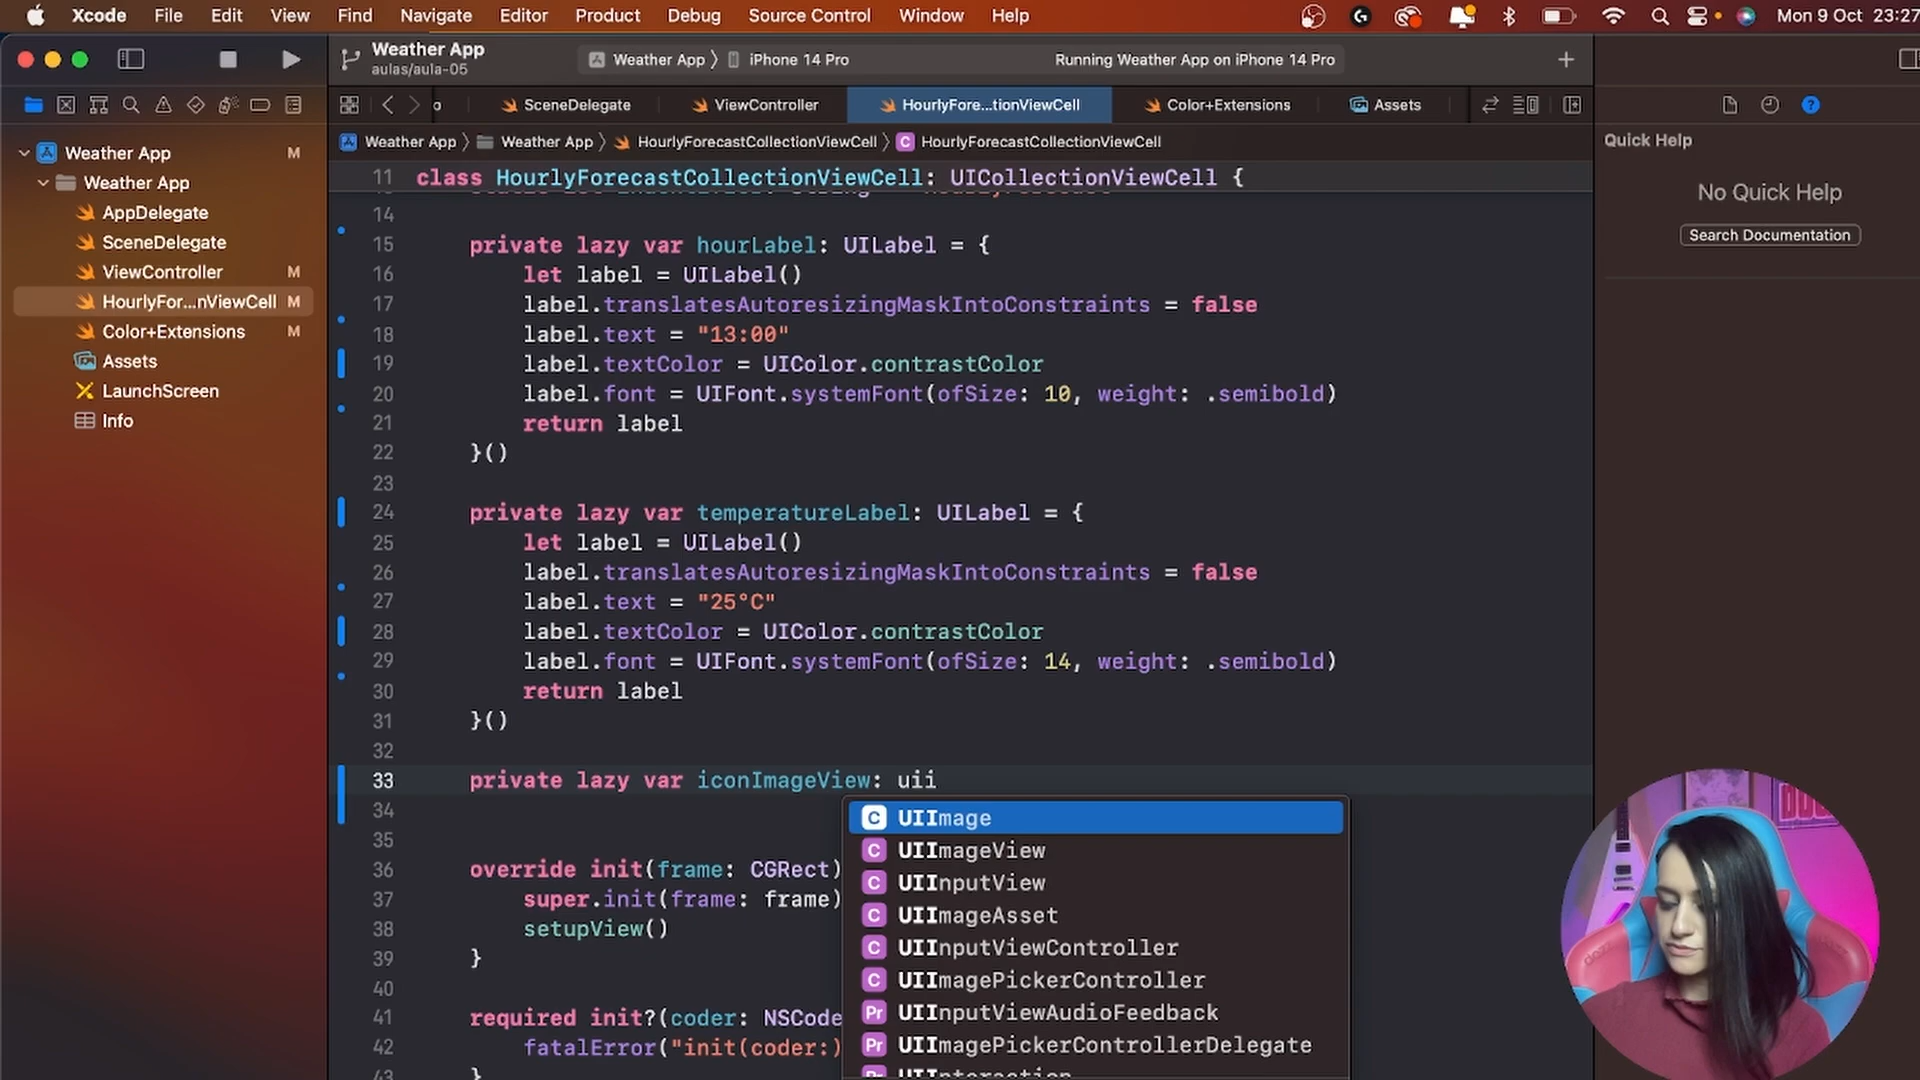 Xcode File Edit View Find Navigate Editor Product Debug Source Control Window Help Mon 9 Oct 23:27
Weather App
aulas/aula-05
Weather App 〉 iPhone 14 Pro
Running Weather App on iPhone 14 Pro
o SceneDelegate ViewController HourlyFore...tionViewCell Color+Extensions Assets
Weather App 〉 Weather App 〉 HourlyForecastCollectionViewCell 〉 C HourlyForecastCollectionViewCell
Weather App M
Weather App
AppDelegate
SceneDelegate
ViewController M
HourlyFor...nViewCell M
Color+Extensions M
Assets
LaunchScreen
Info
11 class HourlyForecastCollectionViewCell: UICollectionViewCell {
14
15 private lazy var hourLabel: UILabel = {
16 let label = UILabel()
17 label.translatesAutoresizingMaskIntoConstraints = false
18 label.text = "13:00"
19 label.textColor = UIColor.contrastColor
20 label.font = UIFont.systemFont(ofSize: 10, weight: .semibold)
21 return label
22 }()
23
24 private lazy var temperatureLabel: UILabel = {
25 let label = UILabel()
26 label.translatesAutoresizingMaskIntoConstraints = false
27 label.text = "25°C"
28 label.textColor = UIColor.contrastColor
29 label.font = UIFont.systemFont(ofSize: 14, weight: .semibold)
30 return label
31 }()
32
33 private lazy var iconImageView: uii
34
35
36 override init(frame: CGRect)
37 super.init(frame: frame)
38 setupView()
39 }
40
41 required init?(coder: NSCode
42 fatalError("init(coder:)
43 }
C UIImage
C UIImageView
C UIInputView
C UIImageAsset
C UIInputViewController
C UIImagePickerController
Pr UIInputViewAudioFeedback
Pr UIImagePickerControllerDelegate
Pr UIInteraction
Quick Help
No Quick Help
Search Documentation